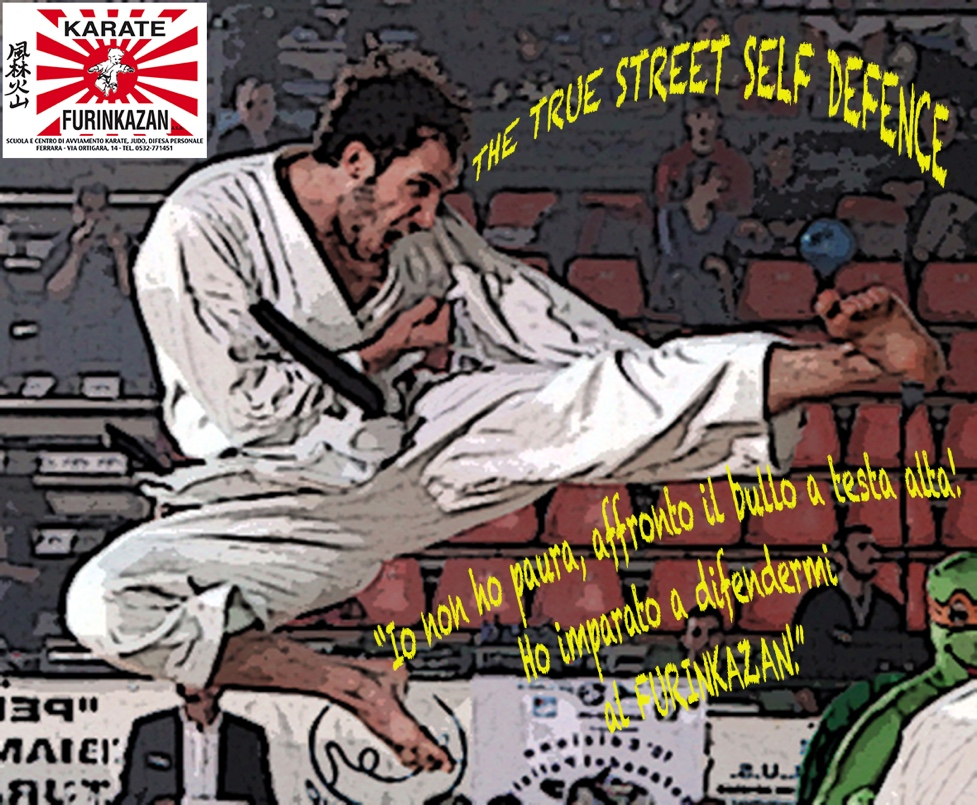 KARATE
風林火山
FURINKAZAN
SCUOLA E CENTRO DI AVVIAMENTO KARATE, JUDO, DIFESA PERSONALE
FERRARA - VIA ORTIGARA, 14 - TEL. 0532-771451
THE TRUE STREET SELF DEFENCE
"Io non ho paura, affronto il bullo a testa alta!
Ho imparato a difendermi
al FURINKAZAN!"